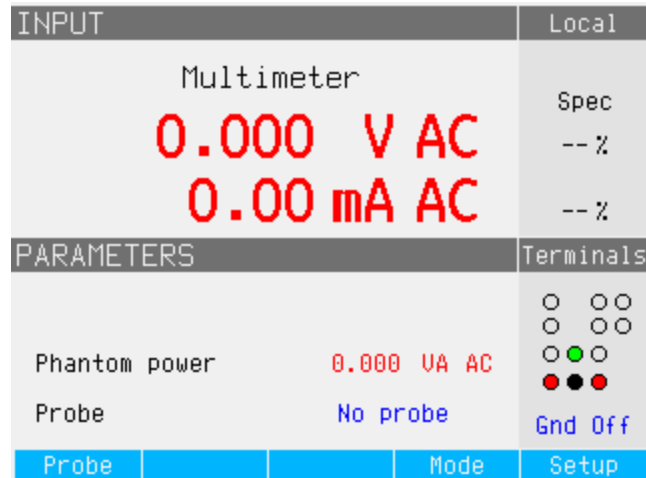 INPUT
Local
Multimeter
0.000 V AC
0.00 mA AC
Spec
--%
--%
PARAMETERS
Terminals
Phantom power 0.000 VA AC
Probe No probe
Gnd Off
Probe Mode Setup